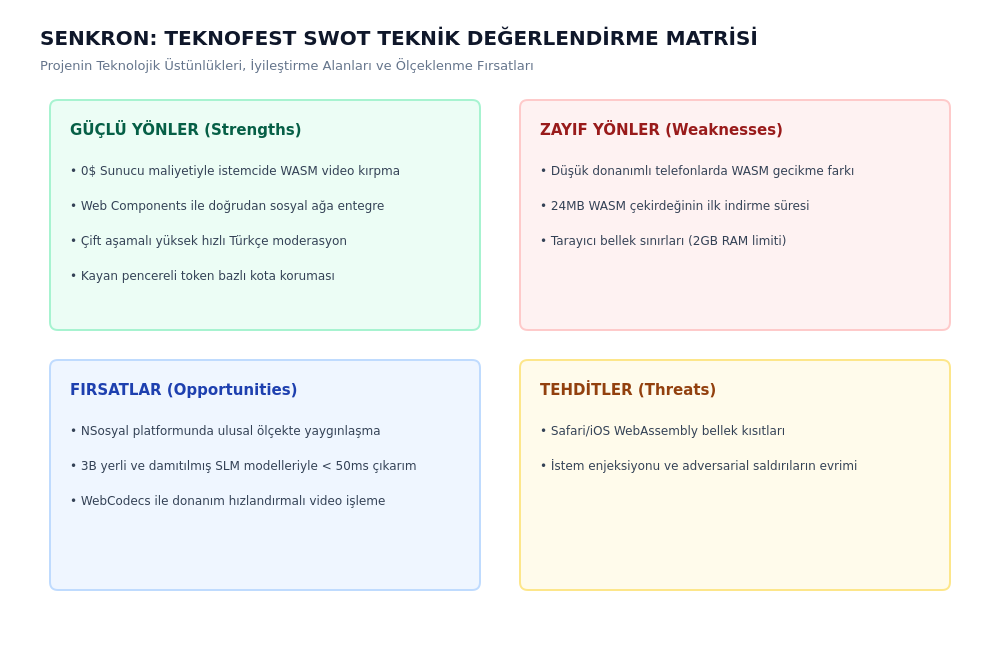 SENKRON: TEKNOFEST SWOT TEKNİK DEĞERLENDİRME MATRİSİ
Projenin Teknolojik Üstünlükleri, İyileştirme Alanları ve Ölçeklenme Fırsatları
GÜÇLÜ YÖNLER (Strengths)
• 0$ Sunucu maliyetiyle istemcide WASM video kırpma
• Web Components ile doğrudan sosyal ağa entegre
• Çift aşamalı yüksek hızlı Türkçe moderasyon
• Kayan pencereli token bazlı kota koruması
ZAYIF YÖNLER (Weaknesses)
• Düşük donanımlı telefonlarda WASM gecikme farkı
• 24MB WASM çekirdeğinin ilk indirme süresi
• Tarayıcı bellek sınırları (2GB RAM limiti)
FIRSATLAR (Opportunities)
• NSosyal platformunda ulusal ölçekte yaygınlaşma
• 3B yerli ve damıtılmış SLM modelleriyle < 50ms çıkarım
• WebCodecs ile donanım hızlandırmalı video işleme
TEHDİTLER (Threats)
• Safari/iOS WebAssembly bellek kısıtları
• İstem enjeksiyonu ve adversarial saldırıların evrimi